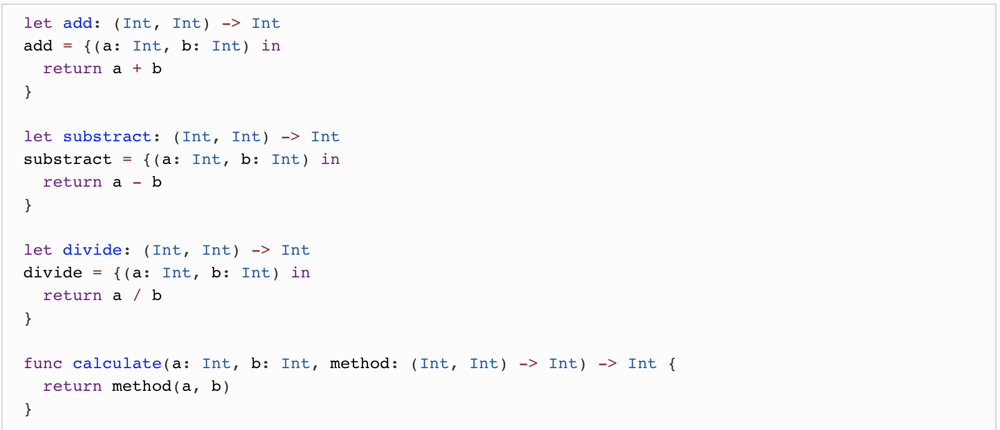 let add: (Int, Int) -> Int
add = {(a: Int, b: Int) in
  return a + b
}

let substract: (Int, Int) -> Int
substract = {(a: Int, b: Int) in
  return a - b
}

let divide: (Int, Int) -> Int
divide = {(a: Int, b: Int) in
  return a / b
}

func calculate(a: Int, b: Int, method: (Int, Int) -> Int) -> Int {
  return method(a, b)
}